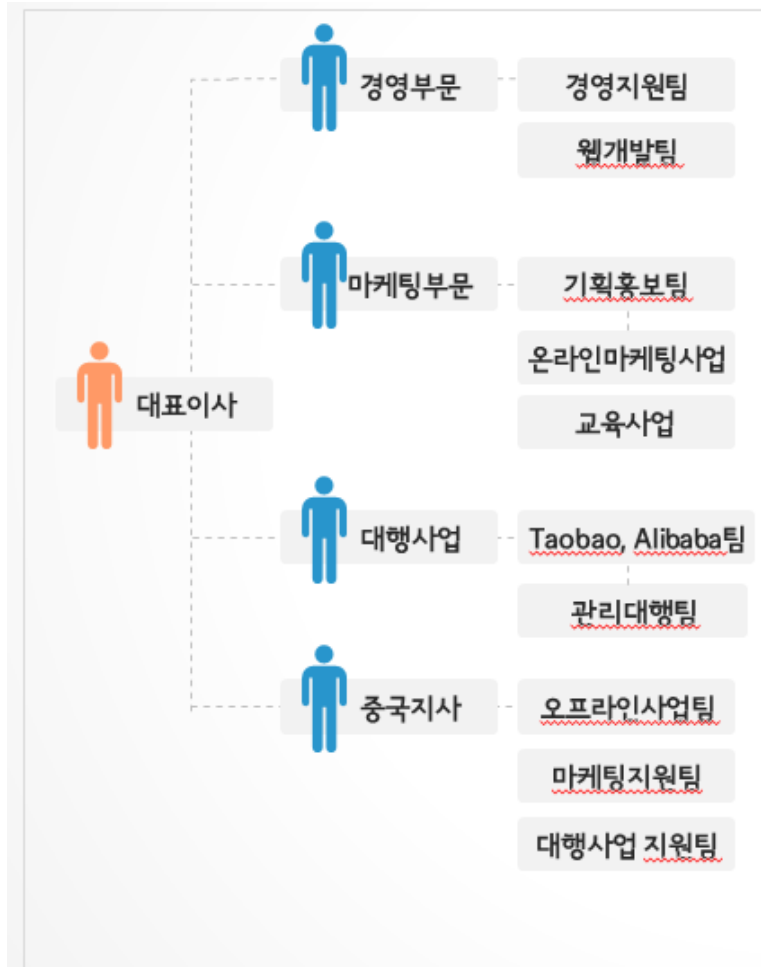 경영부문
경영지원팀
웹개발팀
마케팅부문
기획홍보팀
온라인마케팅사업
교육사업
대표이사
대행사업
Taobao, Alibaba팀
관리대행팀
중국지사
오프라인사업팀
마케팅지원팀
대행사업 지원팀